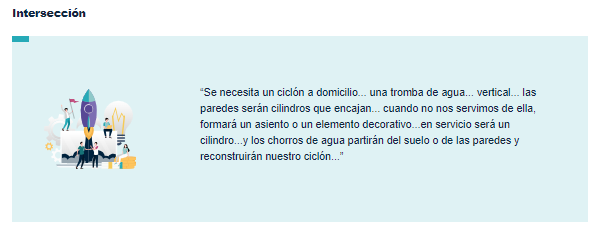 Intersección
“Se necesita un ciclón a domicilio... una tromba de agua... vertical... las
paredes serán cilindros que encajan... cuando no nos servimos de ella,
formará un asiento o un elemento decorativo...en servicio será un
cilindro...y los chorros de agua partirán del suelo o de las paredes y
reconstruirán nuestro ciclón...”